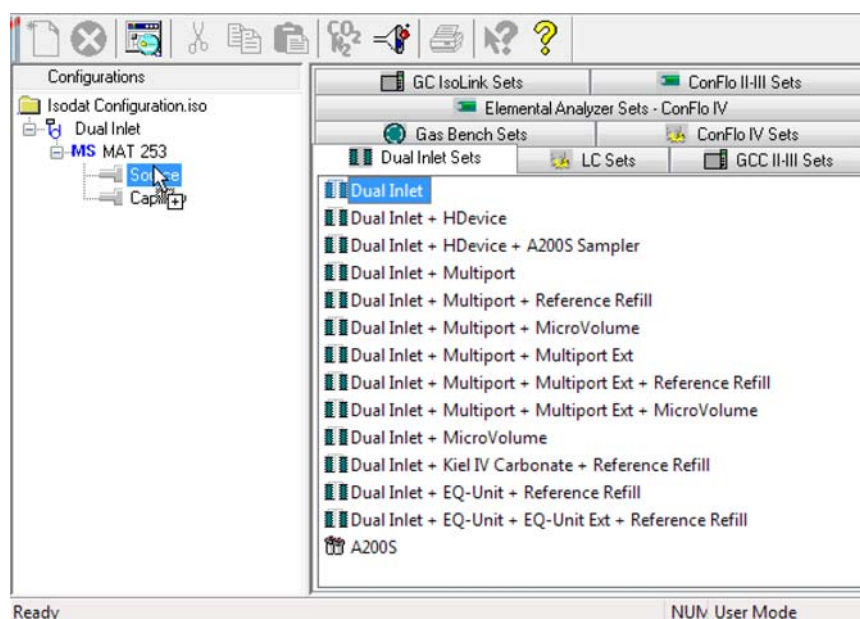 CO2
N2
Configurations
Isodat Configuration.iso
Dual Inlet
MS MAT 253
Source
GC IsoLink Sets
ConFlo II-III Sets
Elemental Analyzer Sets - ConFlo IV
Gas Bench Sets
ConFlo IV Sets
Dual Inlet Sets
LC Sets
GCC II-III Sets
Dual Inlet
Dual Inlet + HDevice
Dual Inlet + HDevice + A200S Sampler
Dual Inlet + Multiport
Dual Inlet + Multiport + Reference Refill
Dual Inlet + Multiport + MicroVolume
Dual Inlet + Multiport + Multiport Ext
Dual Inlet + Multiport + Multiport Ext + Reference Refill
Dual Inlet + Multiport + Multiport Ext + MicroVolume
Dual Inlet + MicroVolume
Dual Inlet + Kiel IV Carbonate + Reference Refill
Dual Inlet + EQ-Unit + Reference Refill
Dual Inlet + EQ-Unit + EQ-Unit Ext + Reference Refill
A200S
Ready
NUM User Mode